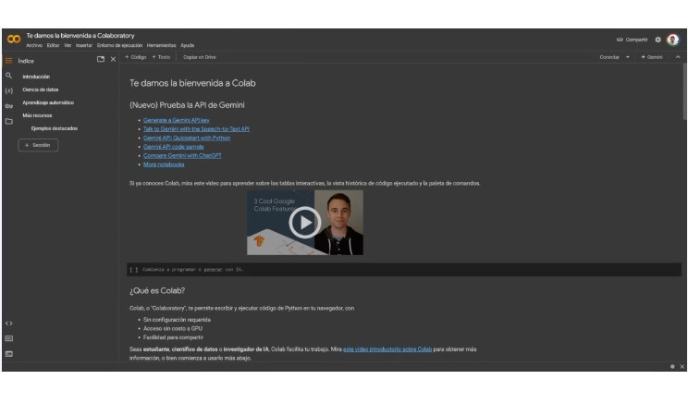 Te damos la bienvenida a Colaboratory
Archivo Editar Ver Insertar Entorno de ejecución Herramientas Ayuda
Compartir
Índice
+ Código + Texto Copiar en Drive
Conectar + Gemini
Introducción
Ciencia de datos
Aprendizaje automático
Más recursos
Ejemplos destacados
+ Sección
Te damos la bienvenida a Colab
(Nuevo) Prueba la API de Gemini
Generate a Gemini API key
Talk to Gemini with the Speech-to-Text API
Gemini API: Quickstart with Python
Gemini API code sample
Compare Gemini with ChatGPT
More notebooks
Si ya conoces Colab, mira este video para aprender sobre las tablas interactivas, la vista histórica de código ejecutado y la paleta de comandos.
3 Cool Google
Colab Features
[ ] Comienza a programar o generar con IA.
¿Qué es Colab?
Colab, o "Colaboratory", te permite escribir y ejecutar código de Python en tu navegador, con
Sin configuración requerida
Acceso sin costo a GPU
Facilidad para compartir
Seas estudiante, científico de datos o investigador de IA, Colab facilita tu trabajo. Mira este video introductorio sobre Colab para obtener más
información, o bien comienza a usarlo más abajo.